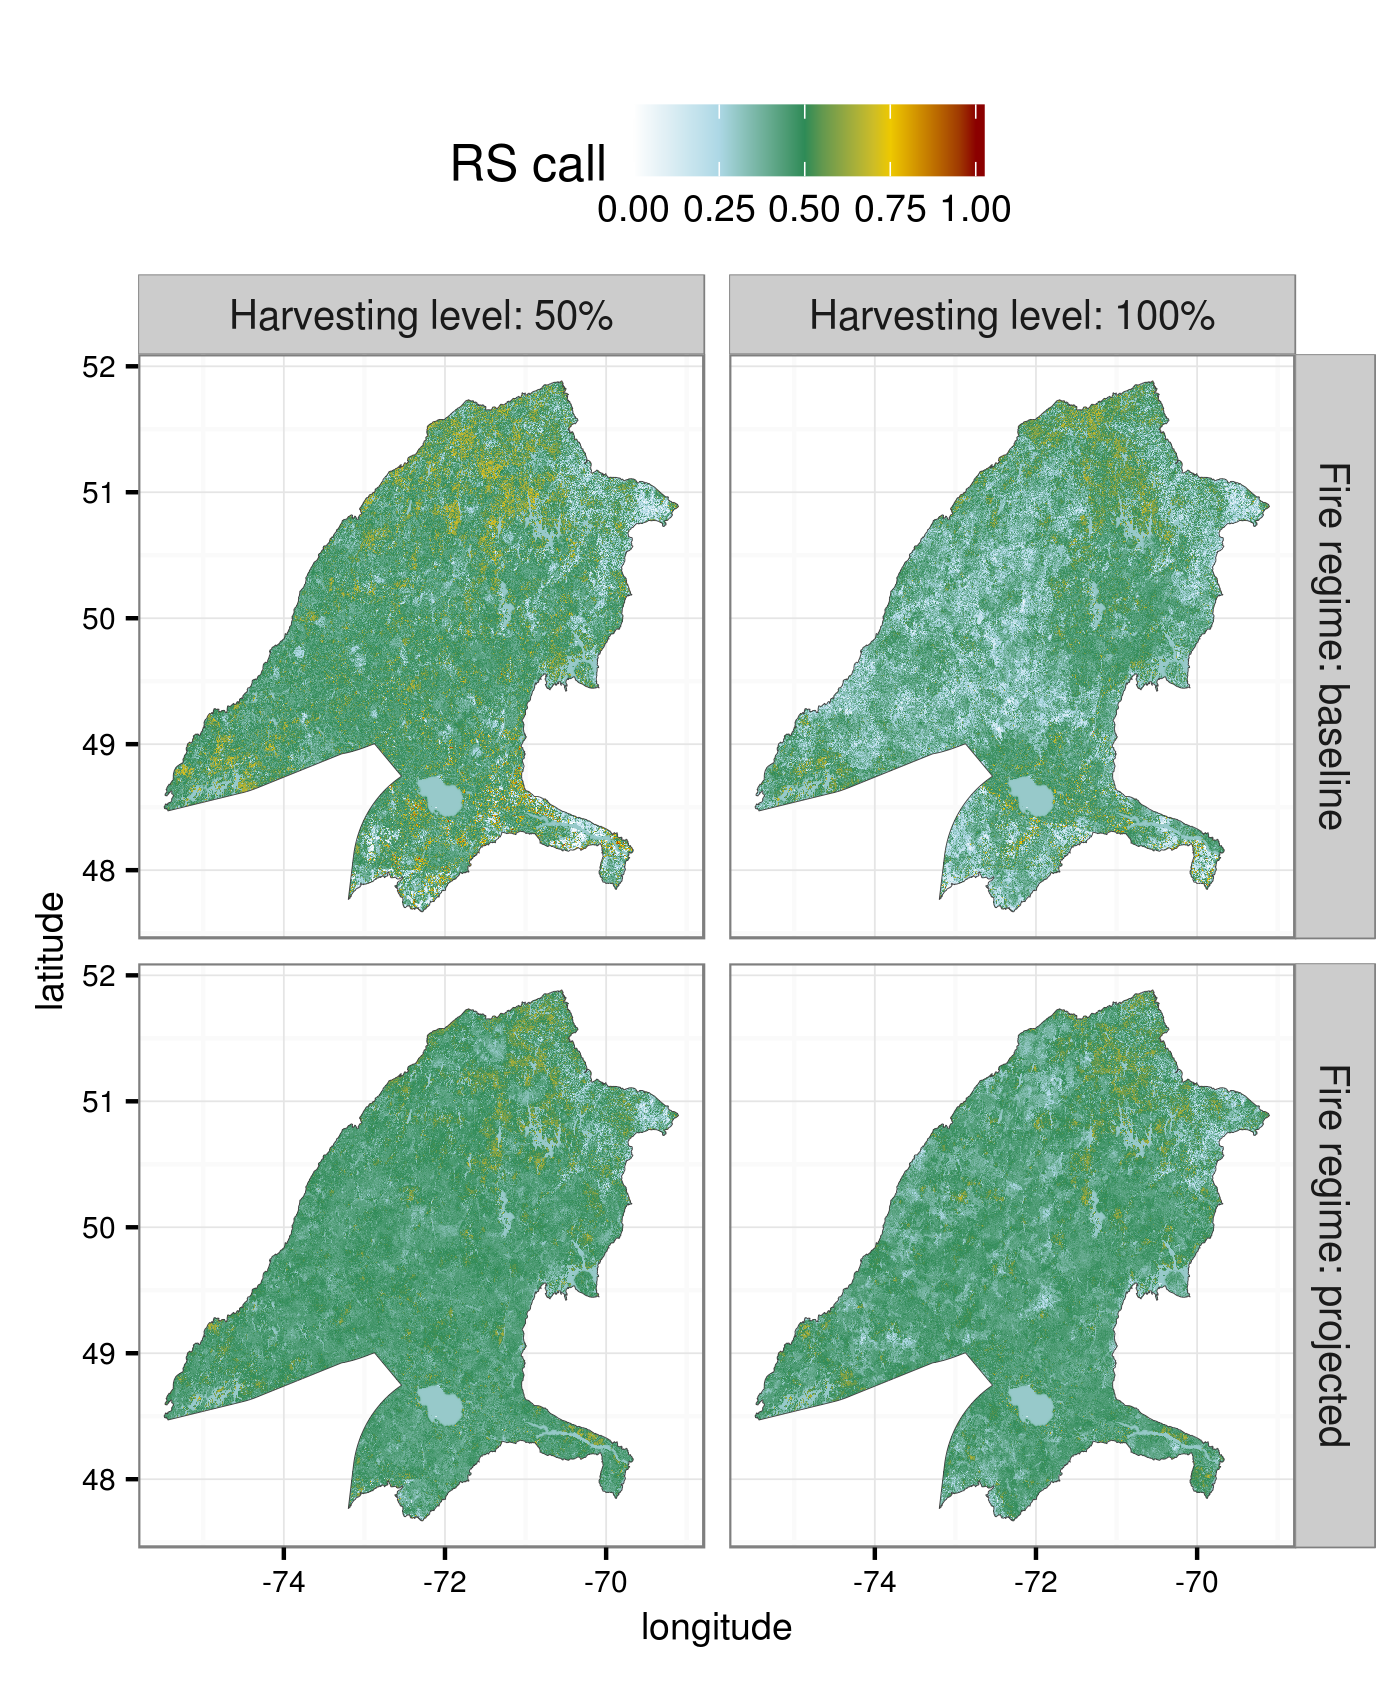 RS call
0.00 0.25 0.50 0.75 1.00
Harvesting level: 50%
Harvesting level: 100%
Fire regime: baseline
Fire regime: projected
latitude
52
51
50
49
48
52
51
50
49
48
-74 -72 -70
-74 -72 -70
longitude